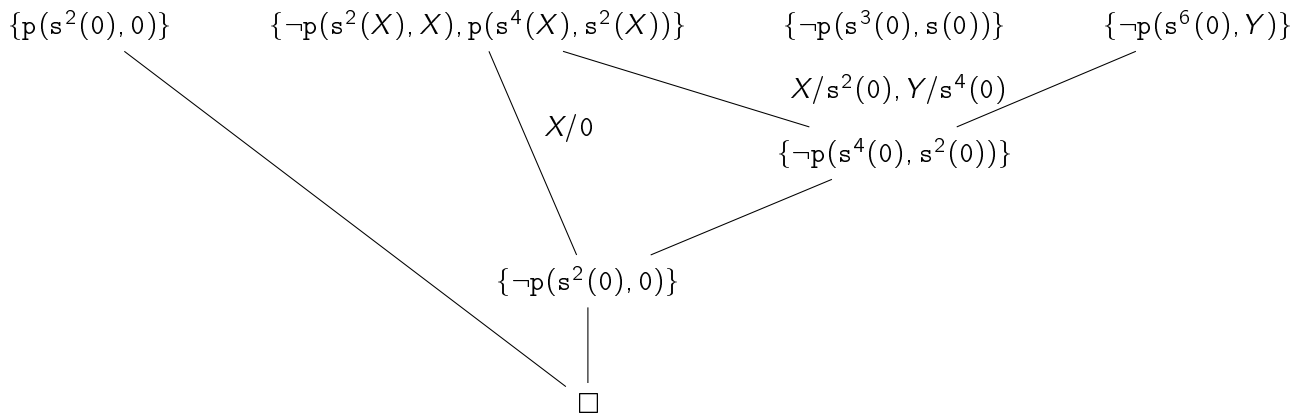 {p(s²(0), 0)} {¬p(s²(X), X), p(s⁴(X), s²(X))} {¬p(s³(0), s(0))} {¬p(s⁶(0), Y)}
X/s²(0), Y/s⁴(0)
X/0
{¬p(s⁴(0), s²(0))}
{¬p(s²(0), 0)}
□